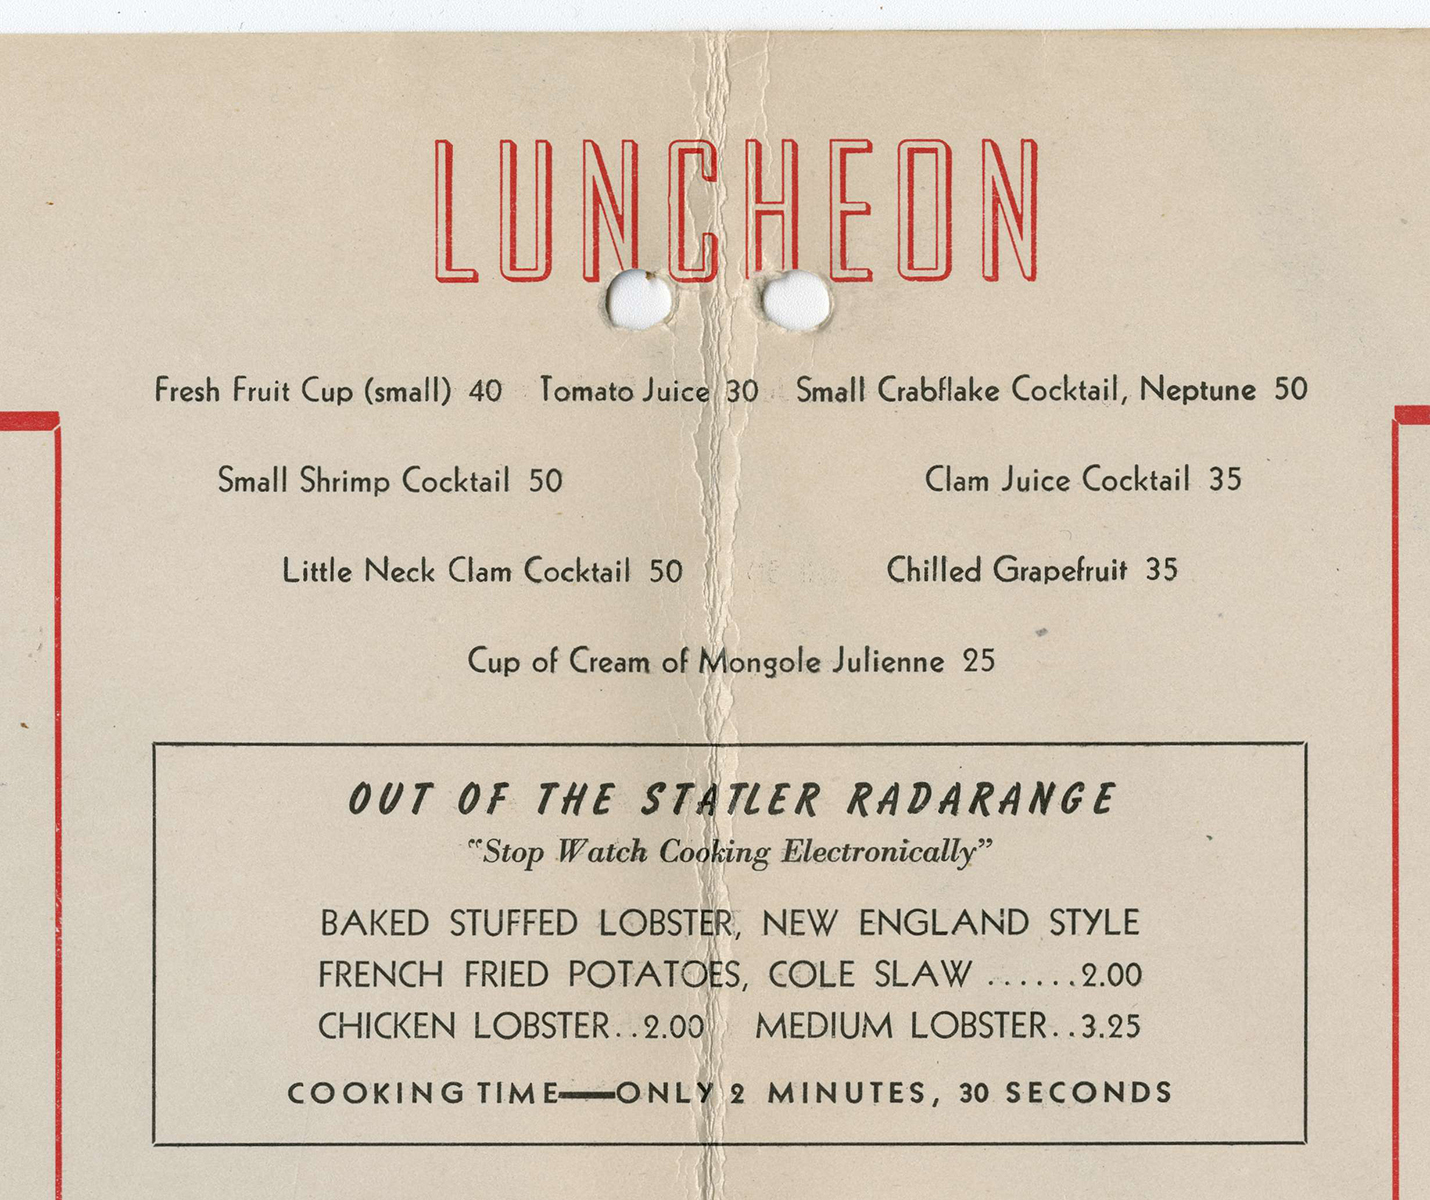 LUNCHEON
Fresh Fruit Cup (small) 40 Tomato Juice 30 Small Crabflake Cocktail, Neptune 50
Small Shrimp Cocktail 50 Clam Juice Cocktail 35
Little Neck Clam Cocktail 50 Chilled Grapefruit 35
Cup of Cream of Mongole Julienne 25
OUT OF THE STATLER RADARANGE
"Stop Watch Cooking Electronically"
BAKED STUFFED LOBSTER, NEW ENGLAND STYLE
FRENCH FRIED POTATOES, COLE SLAW ......2.00
CHICKEN LOBSTER..2.00 MEDIUM LOBSTER..3.25
COOKING TIME—ONLY 2 MINUTES, 30 SECONDS